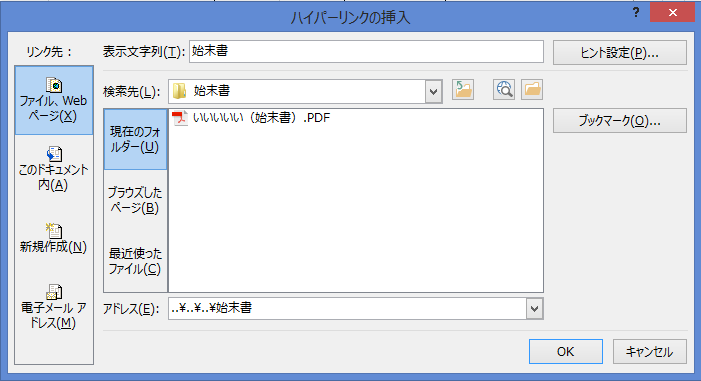 ハイパーリンクの挿入
リンク先：
表示文字列(T)：
始末書
ヒント設定(P)...
ファイル、Web
ページ(X)
検索先(L)：
始末書
現在のフォ
ルダー(U)
いいいいい（始末書）.PDF
ブックマーク(O)...
このドキュメント
内(A)
ブラウズした
ページ(B)
新規作成(N)
最近使った
ファイル(C)
電子メール ア
ドレス(M)
アドレス(E)：
..¥..¥..¥始末書
OK
キャンセル